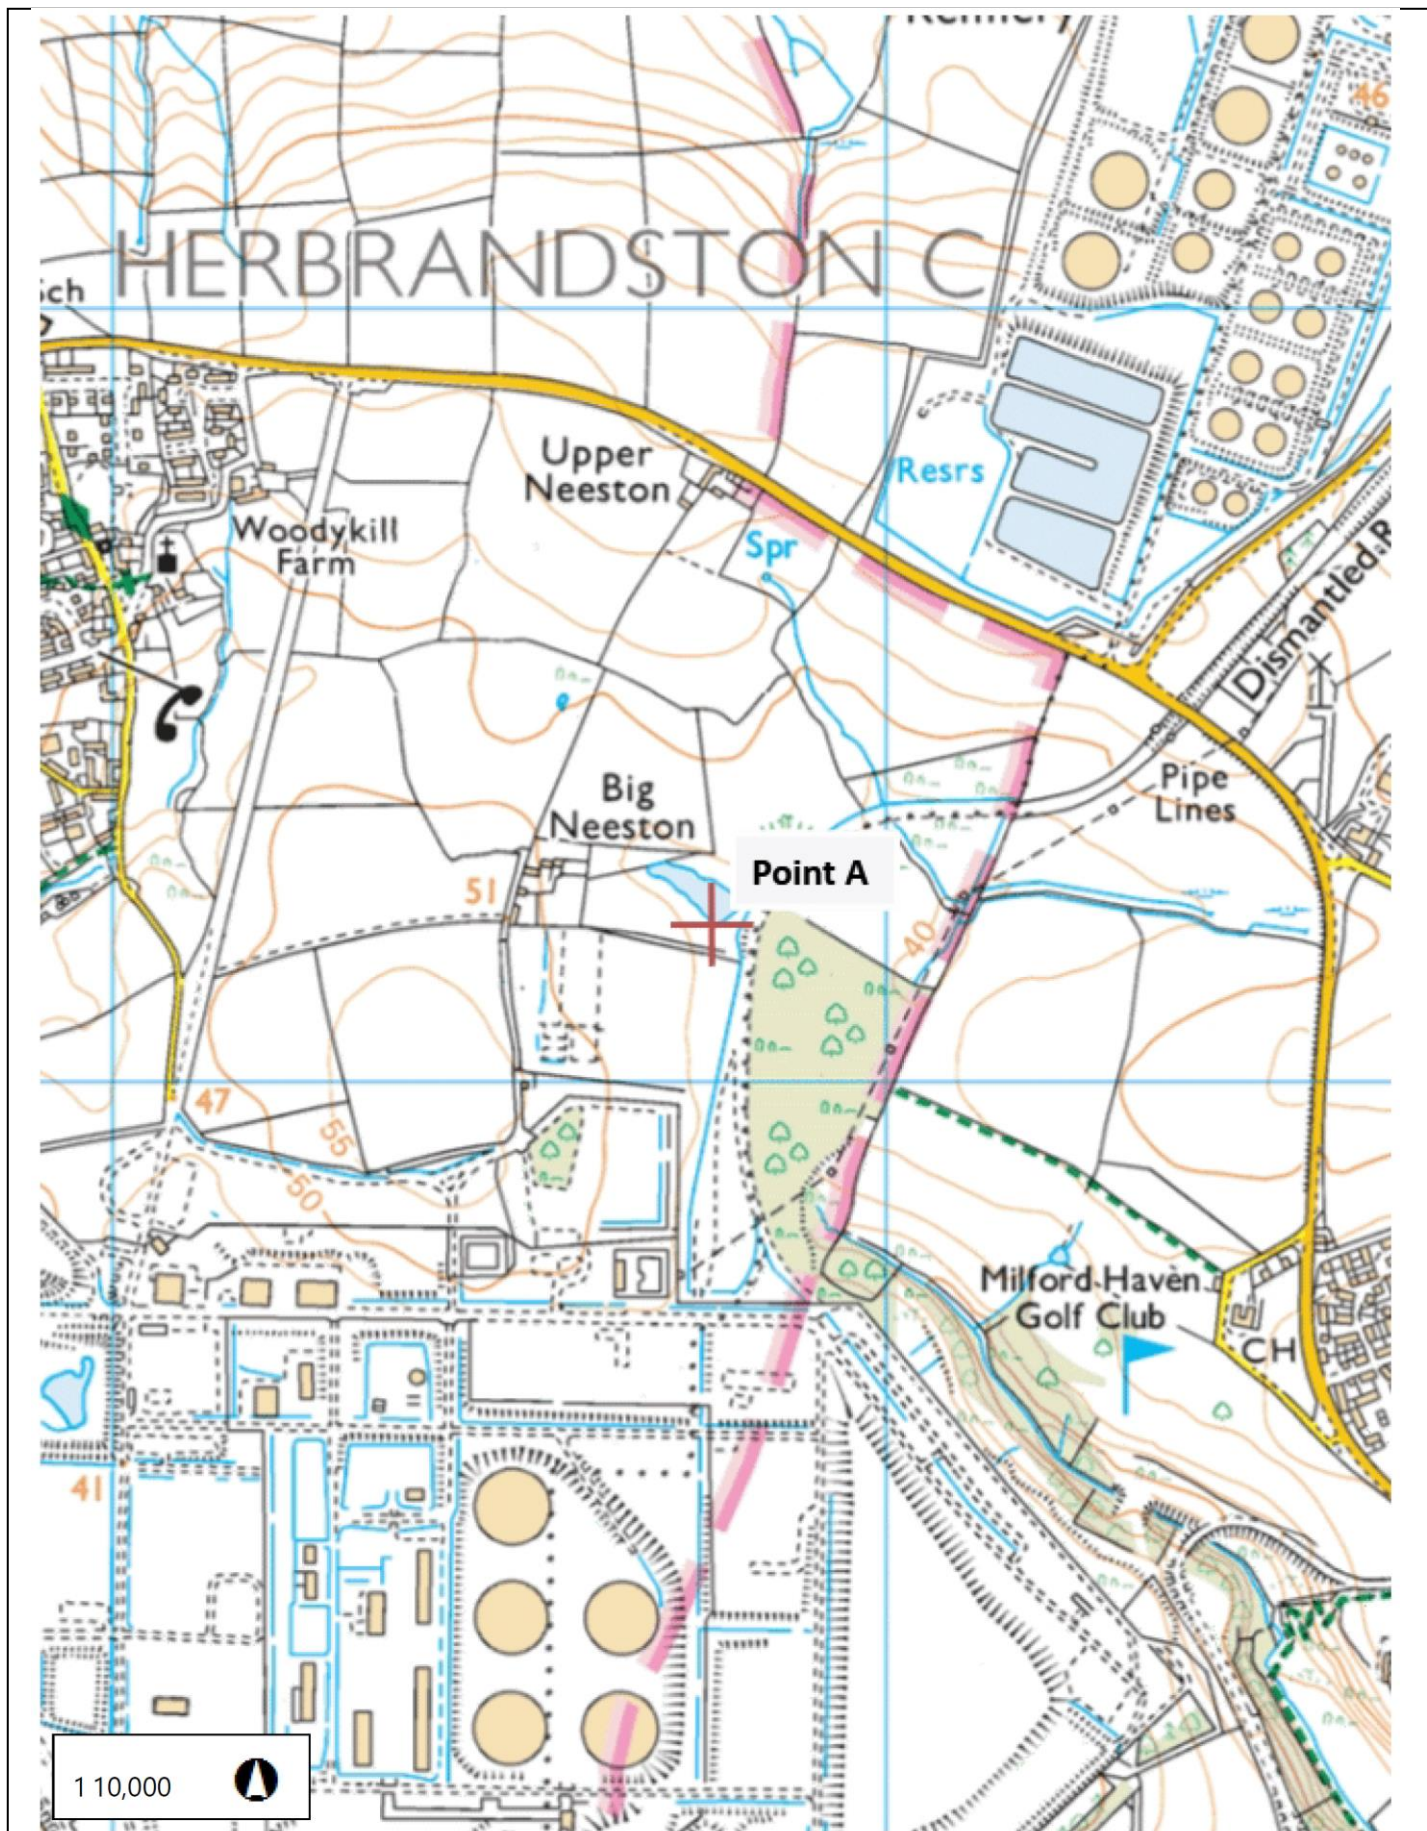 46
HERBRANDSTON C
Sch
Upper
Neeston
Resrs
Woodykill
Farm
Spr
Dismantled R
Big
Neeston
Pipe
Lines
Point A
51
40
47
55
50
Milford Haven
Golf Club
CH
41
1 10,000